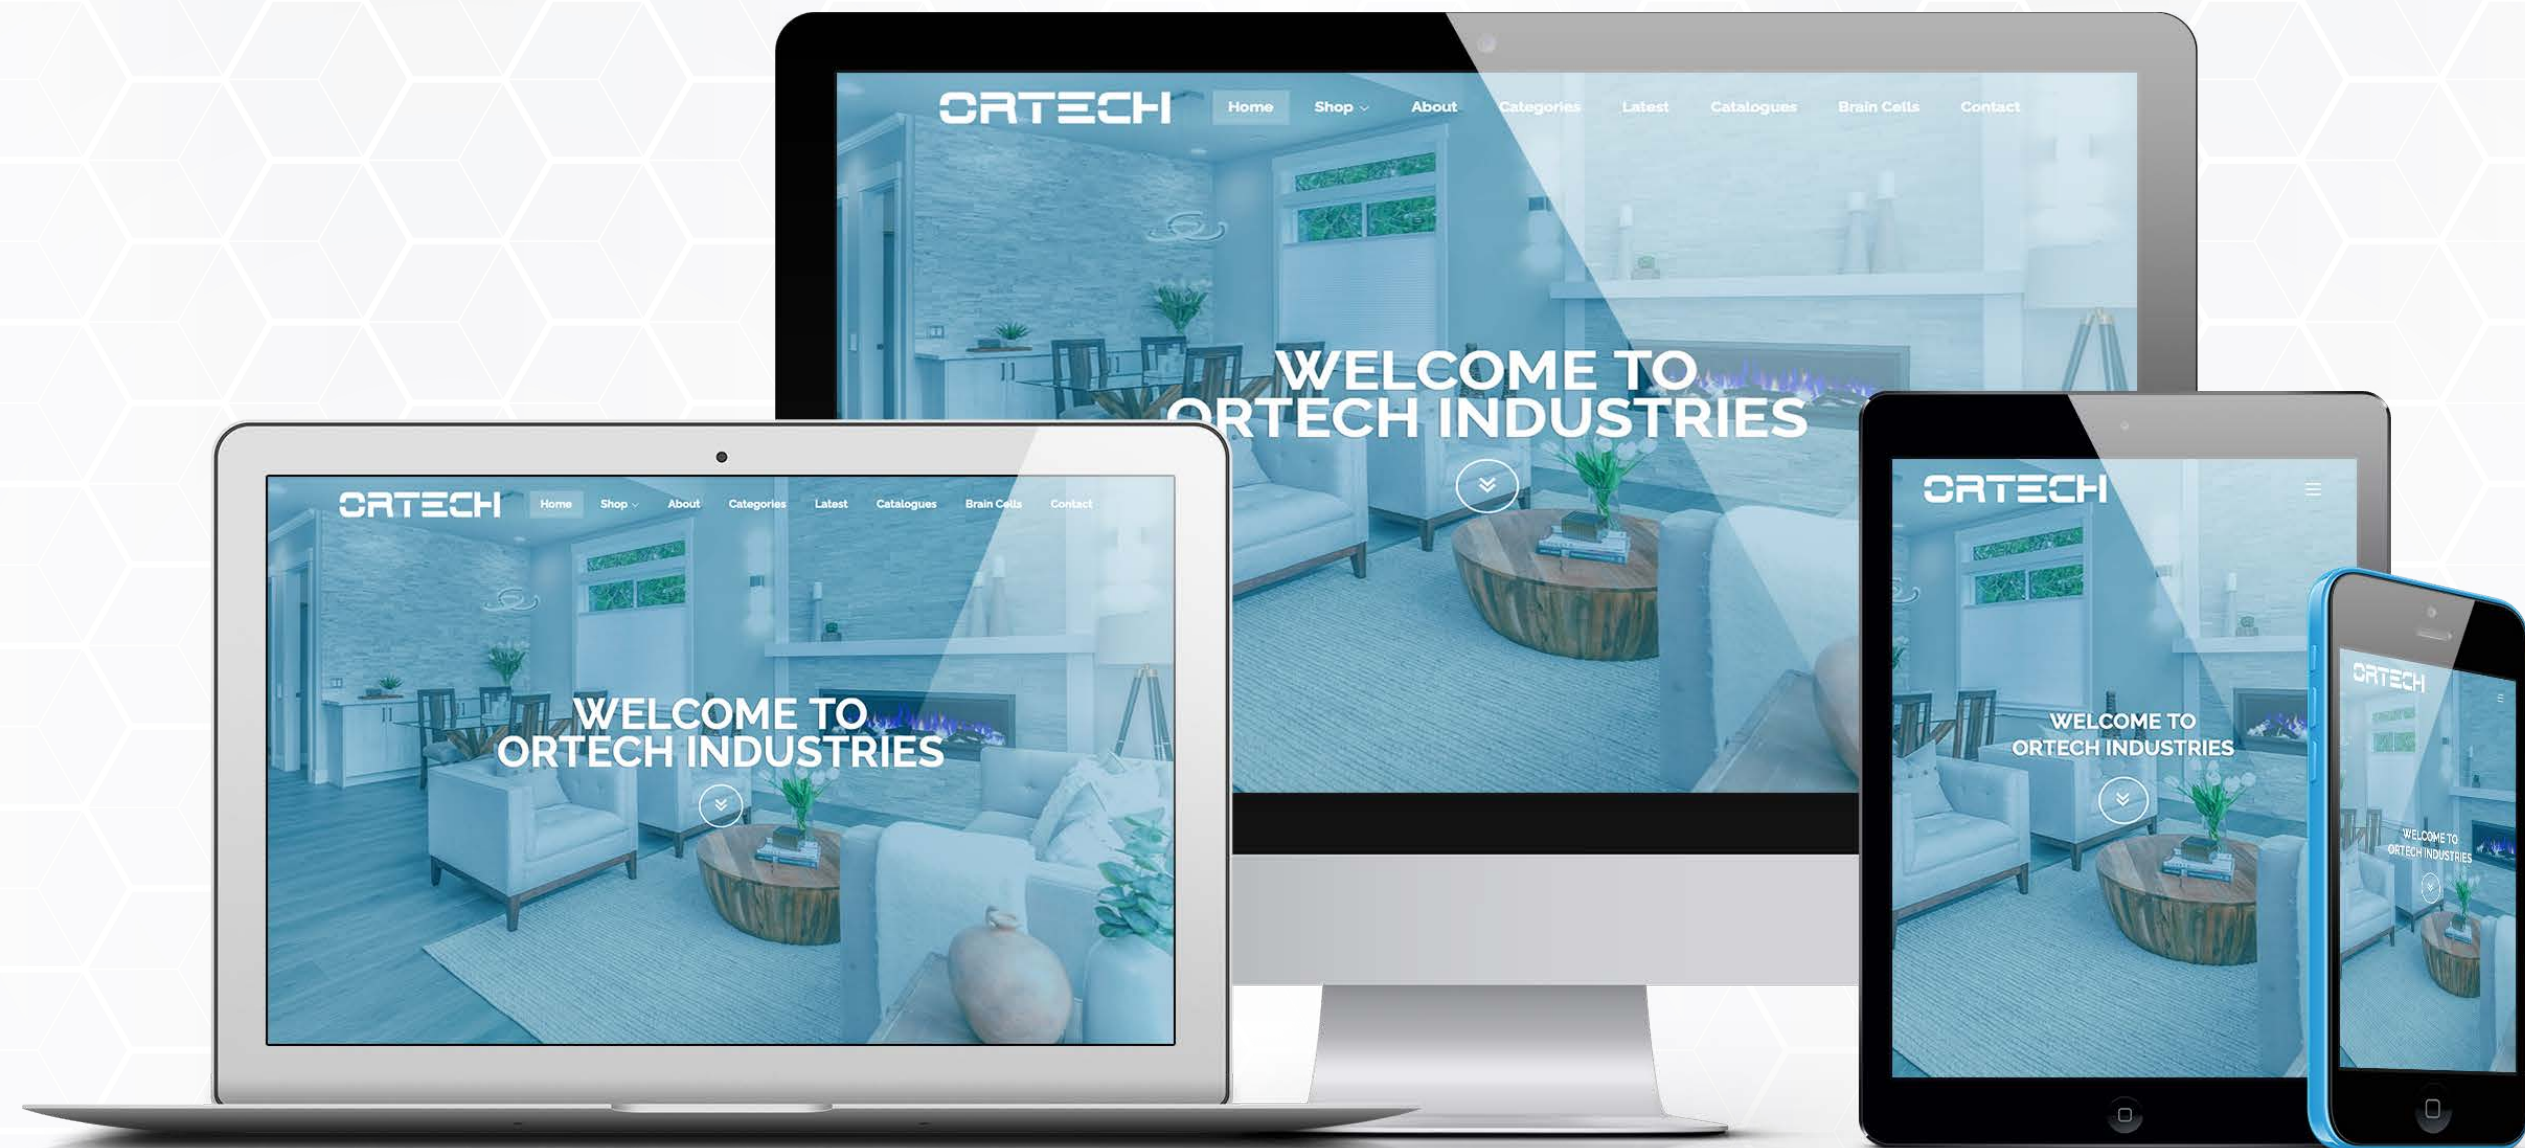 ORTECH Home Shop About Categories Latest Catalogues Brain Cells Contact
WELCOME TO
ORTECH INDUSTRIES
ORTECH Home Shop About Categories Latest Catalogues Brain Cells Contact
WELCOME TO
ORTECH INDUSTRIES
ORTECH
WELCOME TO
ORTECH INDUSTRIES
ORTECH
WELCOME TO
ORTECH INDUSTRIES